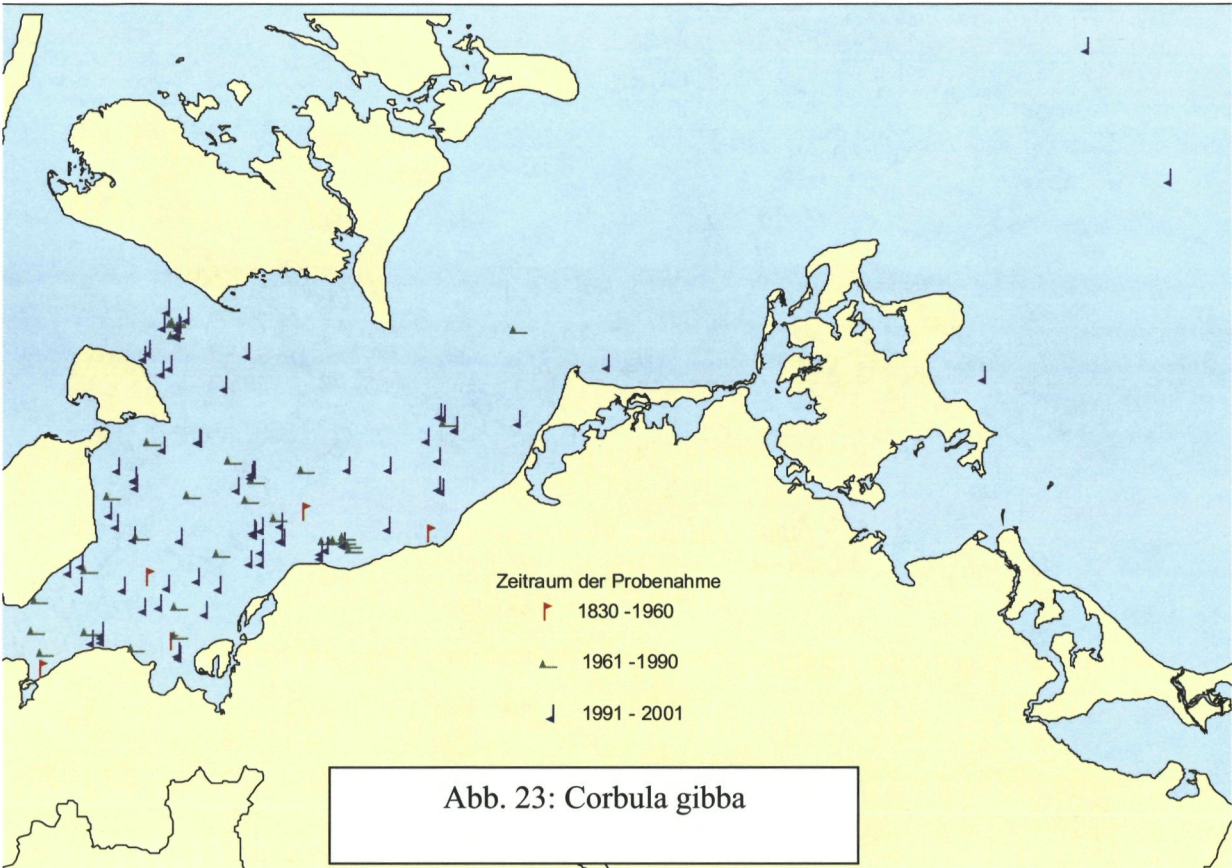 Zeitraum der Probenahme
1830 -1960
1961 -1990
1991 - 2001
Abb. 23: Corbula gibba